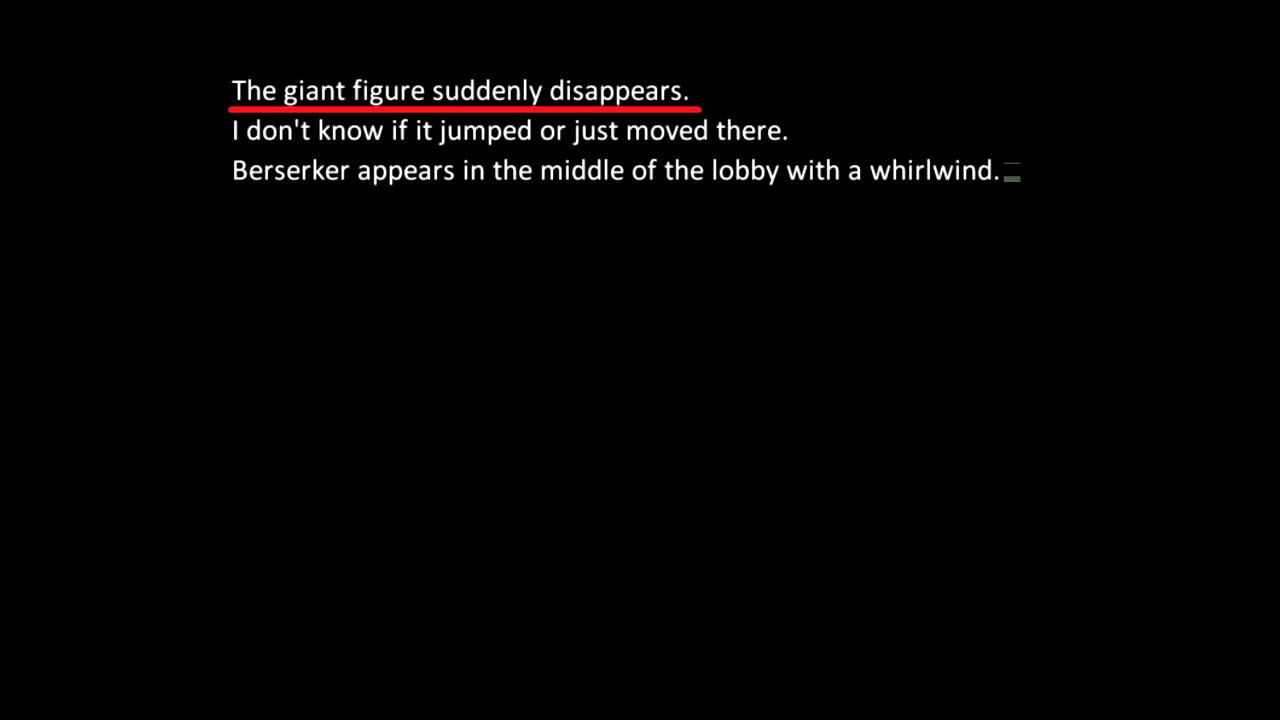 The giant figure suddenly disappears.
I don't know if it jumped or just moved there.
Berserker appears in the middle of the lobby with a whirlwind.